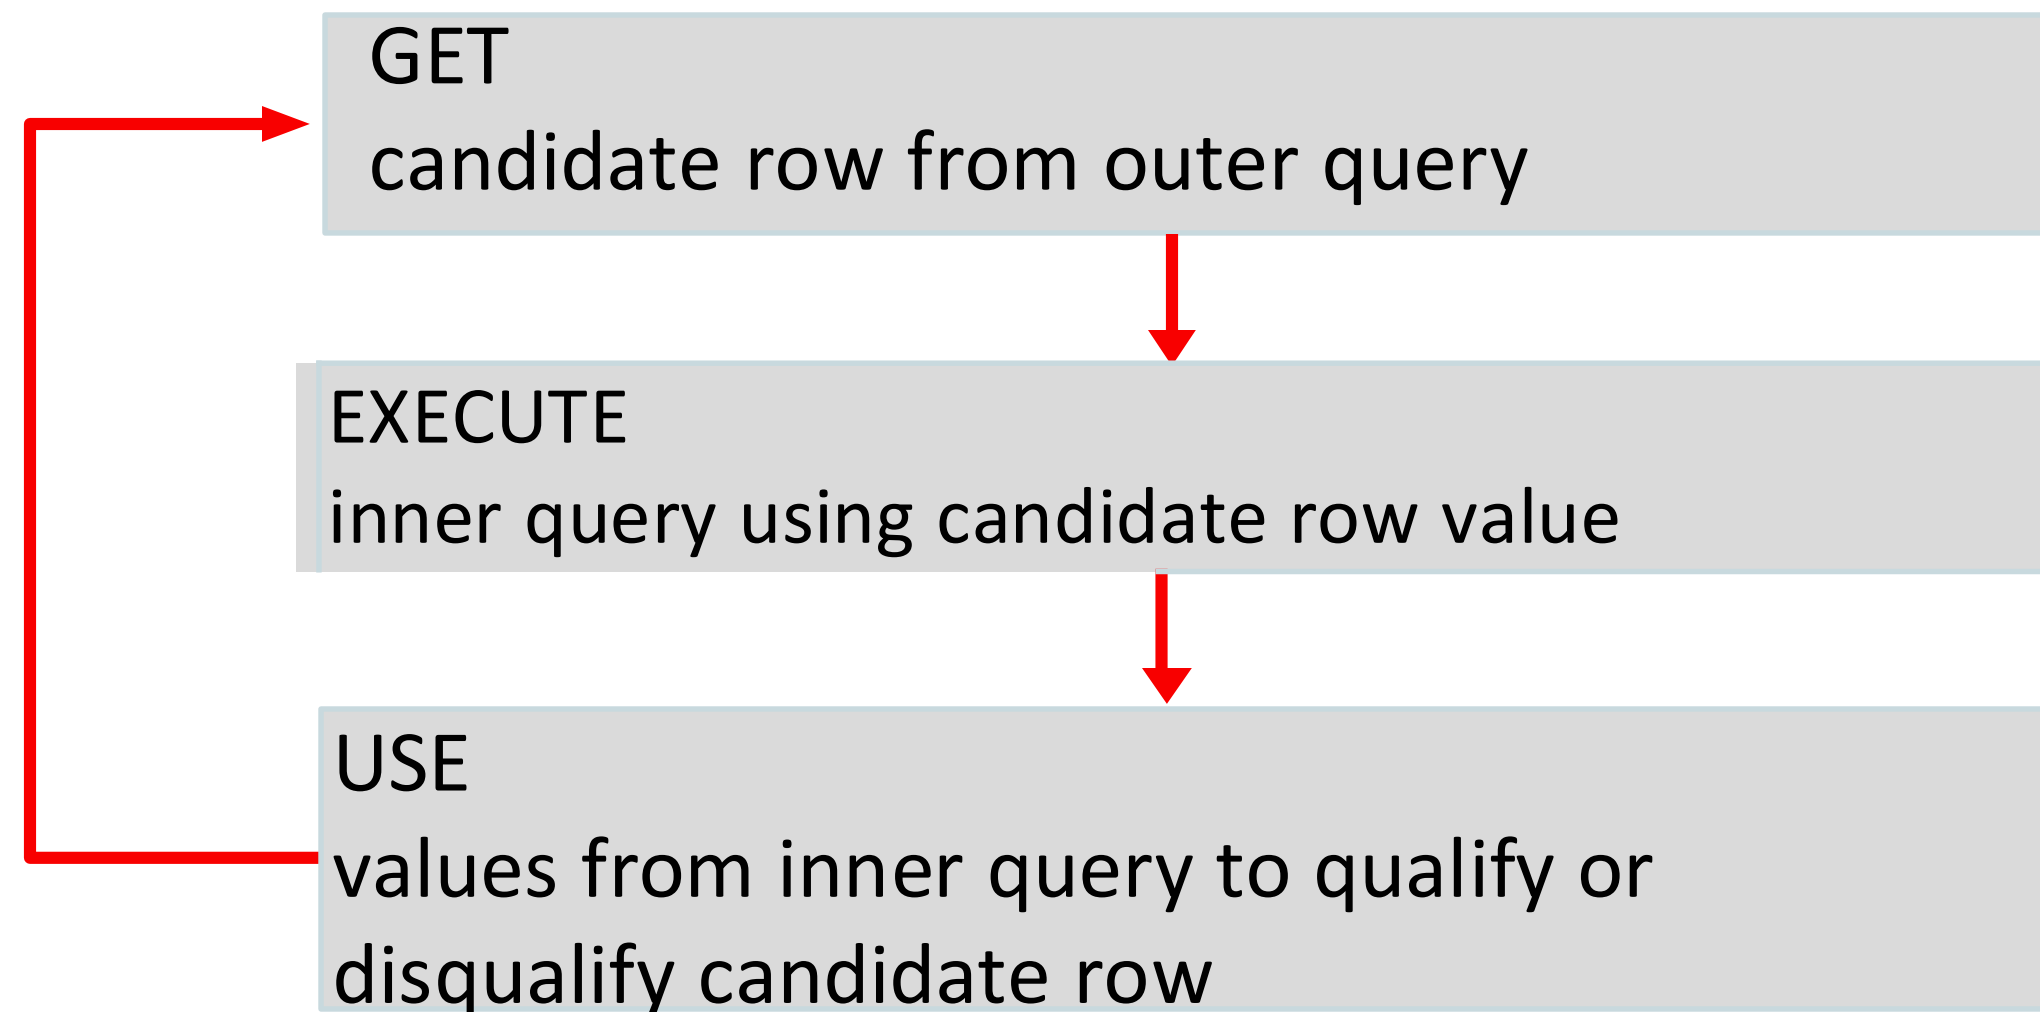 GET
candidate row from outer query
EXECUTE
inner query using candidate row value
USE
values from inner query to qualify or
disqualify candidate row